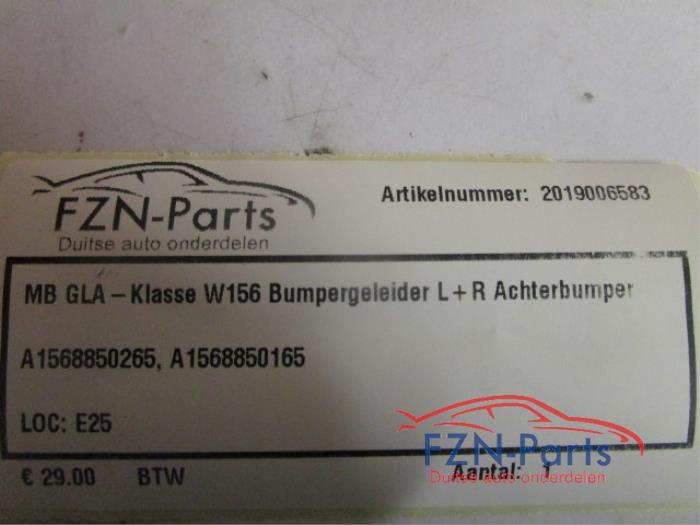 FZN-Parts
Duitse auto onderdelen
Artikelnummer: 2019006583
MB GLA – Klasse W156 Bumpergeleider L + R Achterbumper
A1568850265, A1568850165
LOC: E25
€ 29.00 BTW Aantal: 1
FZN-Parts
Duitse auto onderdelen